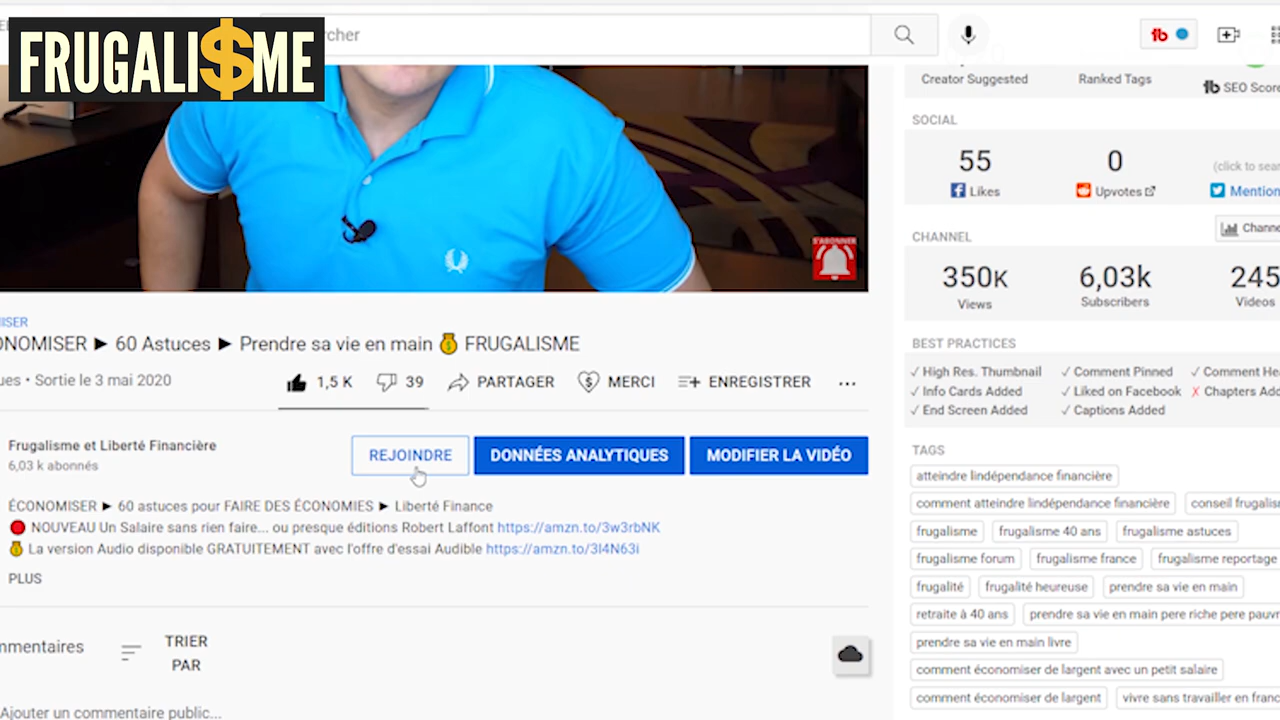 FRUGALI$ME
cher
S'ABONNER
ONOMISER ► 60 Astuces ► Prendre sa vie en main 💰 FRUGALISME
ues • Sortie le 3 mai 2020
1,5 K
39
PARTAGER
MERCI
ENREGISTRER
...
Frugalisme et Liberté Financière
6,03 k abonnés
REJOINDRE
DONNÉES ANALYTIQUES
MODIFIER LA VIDÉO
ÉCONOMISER ► 60 astuces pour FAIRE DES ÉCONOMIES ► Liberté Finance
🔴 NOUVEAU Un Salaire sans rien faire... ou presque éditions Robert Laffont https://amzn.to/3w3rbNK
💰 La version Audio disponible GRATUITEMENT avec l'offre d'essai Audible https://amzn.to/3I4N63i
PLUS
mmentaires
TRIER
PAR
Ajouter un commentaire public...
Creator Suggested
Ranked Tags
SEO Score
SOCIAL
55
0
(click to sear
Likes
Upvotes
Mention
Channe
CHANNEL
350K
6,03k
245
Views
Subscribers
Videos
BEST PRACTICES
✓ High Res. Thumbnail ✓ Comment Pinned ✓ Comment Hea
✓ Info Cards Added ✓ Liked on Facebook ✗ Chapters Add
✓ End Screen Added ✓ Captions Added
TAGS
atteindre lindépendance financière
comment atteindre lindépendance financière conseil frugalis
frugalisme frugalisme 40 ans frugalisme astuces
frugalisme forum frugalisme france frugalisme reportage
frugalité frugalité heureuse prendre sa vie en main
retraite à 40 ans prendre sa vie en main pere riche pere pauvr
prendre sa vie en main livre
comment économiser de largent avec un petit salaire
comment économiser de largent vivre sans travailler en franc